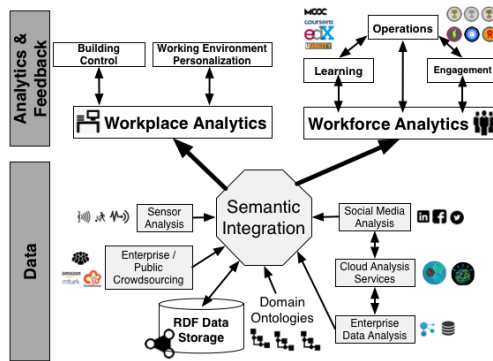 Analytics &
Feedback
Building
Control
Working Environment
Personalization
Workplace Analytics
MOOC
coursera
edX
UDACITY
Operations
Learning
Engagement
Workforce Analytics
Data
Sensor
Analysis
Enterprise /
Public
Crowdsourcing
amazon
mturk
Semantic
Integration
Social Media
Analysis
Cloud Analysis
Services
Enterprise
Data Analysis
RDF Data
Storage
Domain
Ontologies